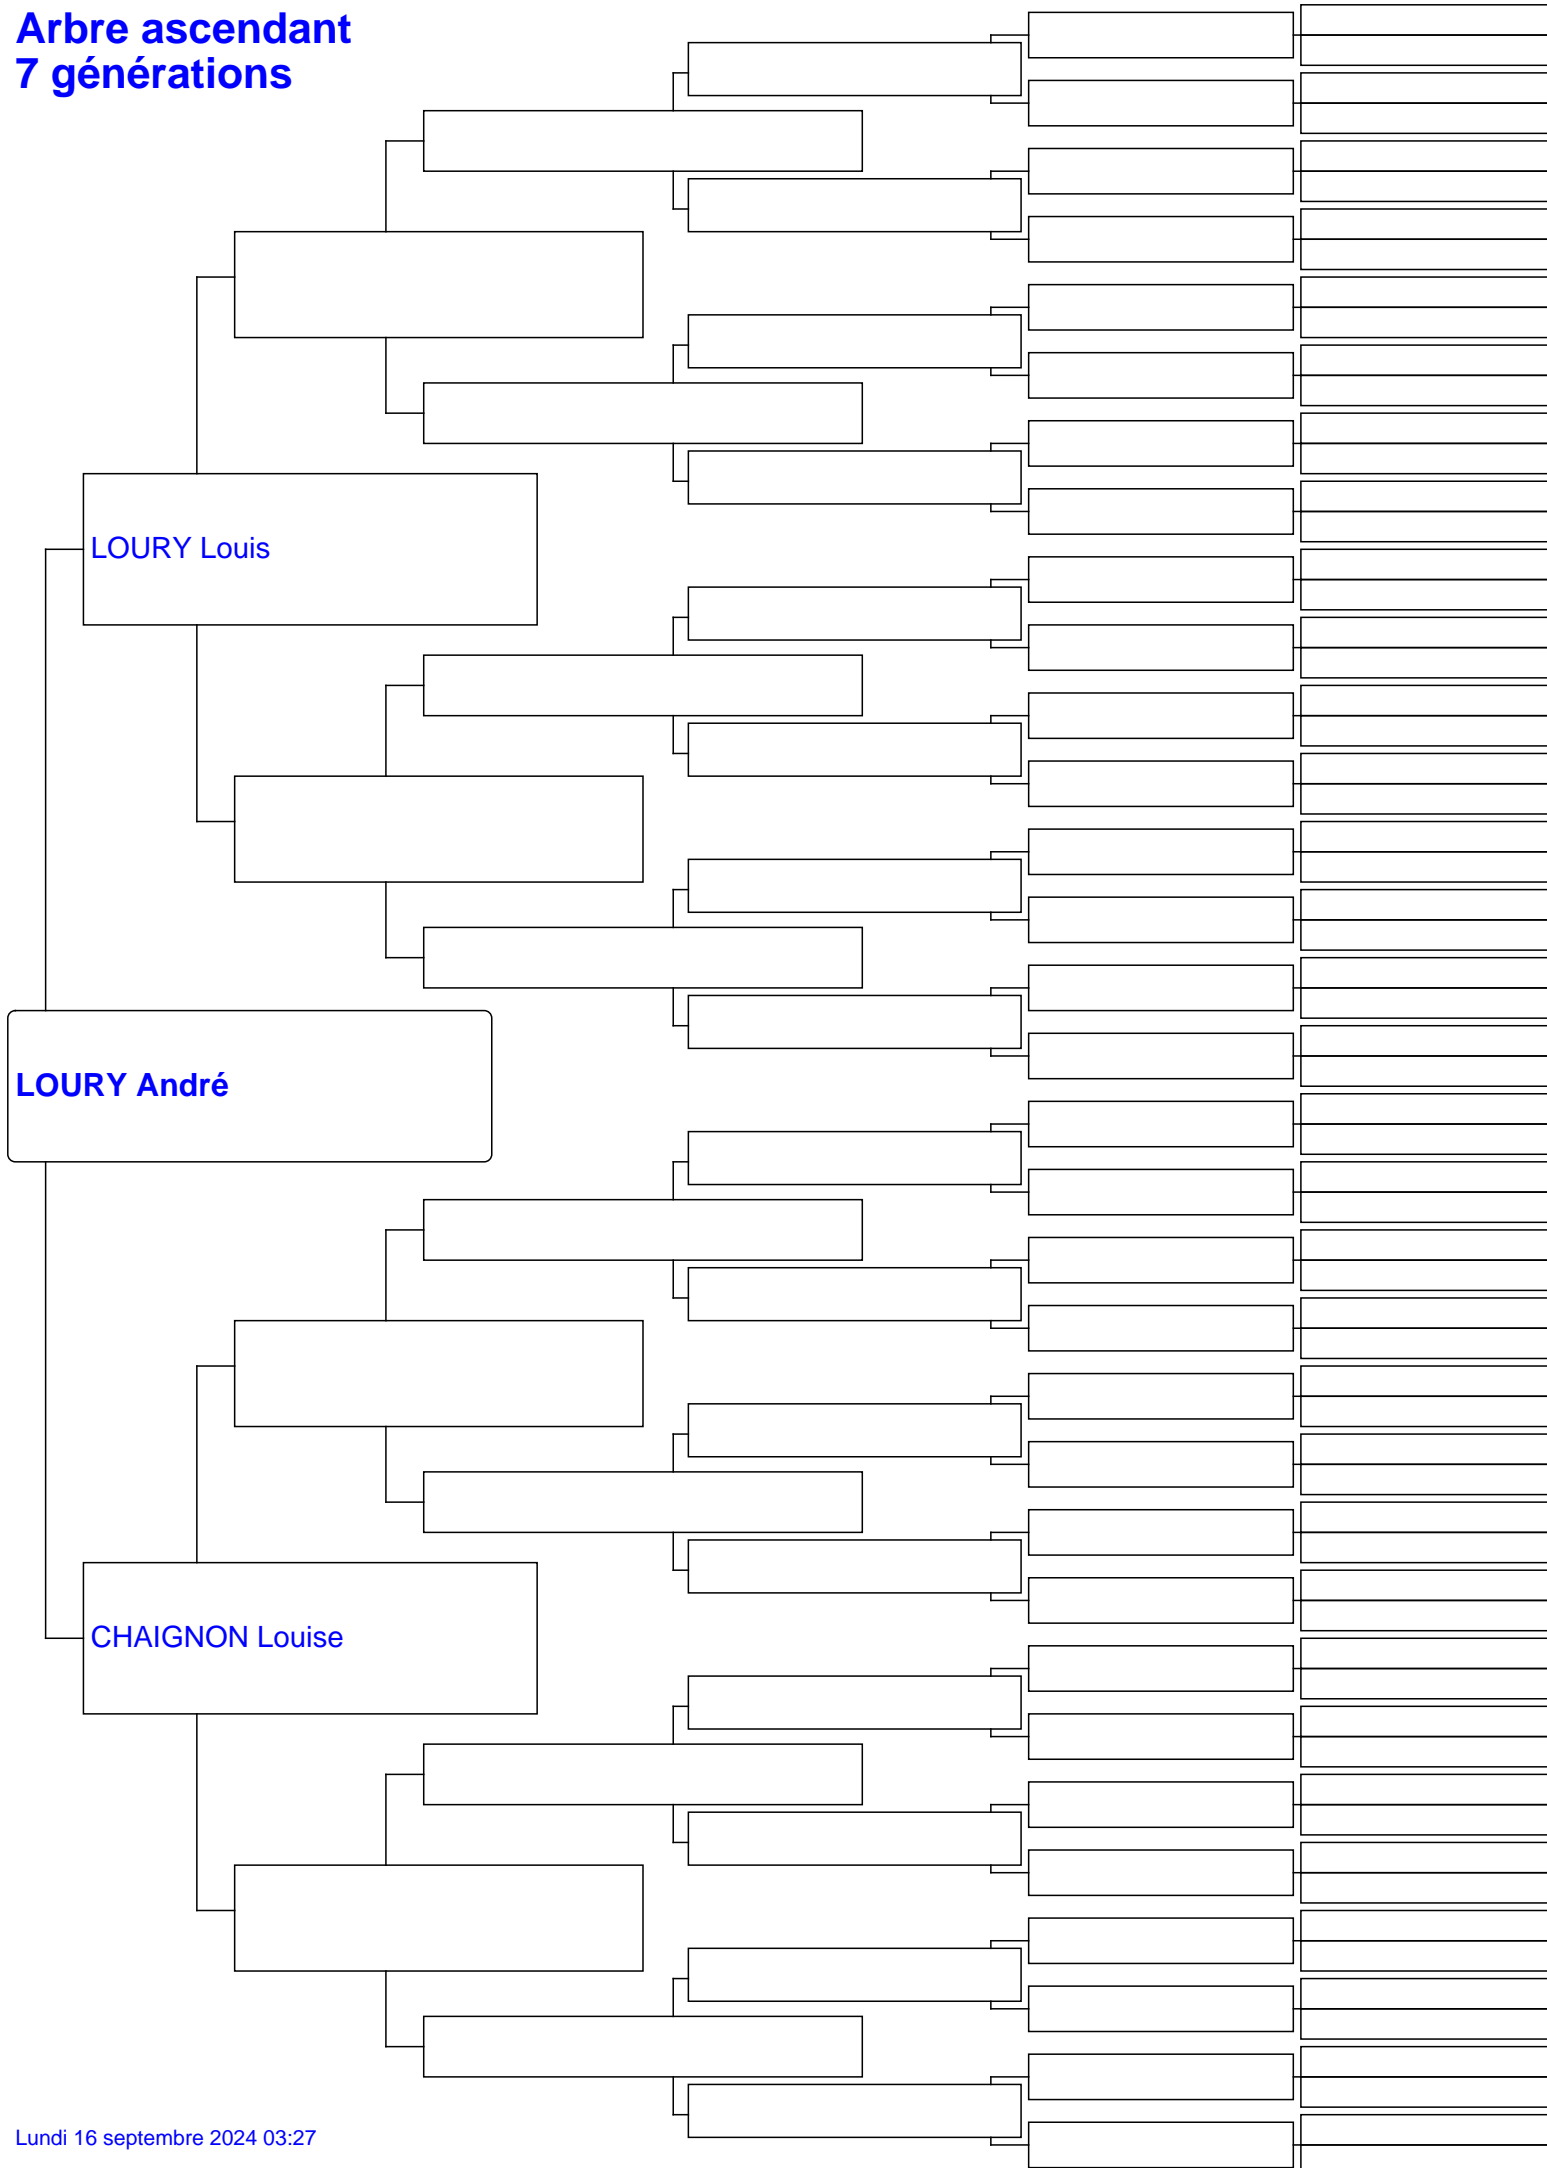 Arbre ascendant
7 générations
LOURY Louis
LOURY André
CHAIGNON Louise
Lundi 16 septembre 2024 03:27